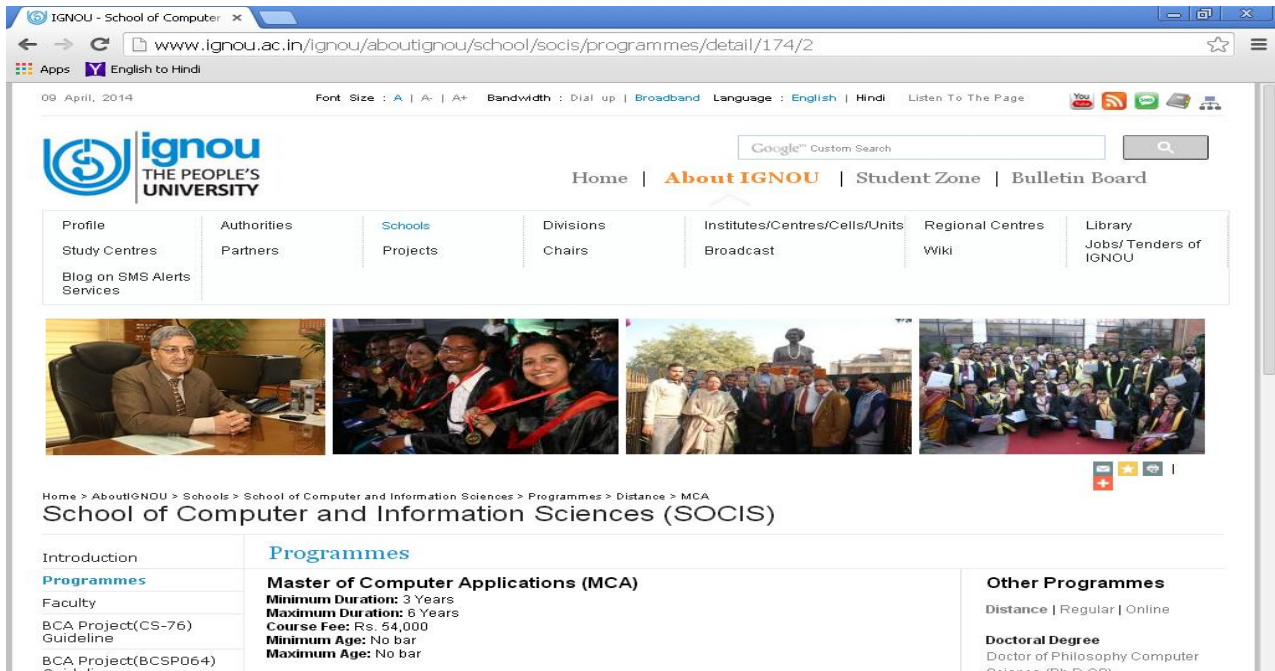 IGNOU - School of Computer
www.ignou.ac.in/ignou/aboutignou/school/socis/programmes/detail/174/2
Apps English to Hindi
09 April, 2014 Font Size : A | A- | A+ Bandwidth : Dial up | Broadband Language : English | Hindi Listen To The Page You Tube
ignou
THE PEOPLE'S
UNIVERSITY
Google™ Custom Search
Home | About IGNOU | Student Zone | Bulletin Board
Profile Authorities Schools Divisions Institutes/Centres/Cells/Units Regional Centres Library
Study Centres Partners Projects Chairs Broadcast Wiki Jobs/ Tenders of IGNOU
Blog on SMS Alerts
Services
Home > AboutIGNOU > Schools > School of Computer and Information Sciences > Programmes > Distance > MCA
School of Computer and Information Sciences (SOCIS)
Introduction
Programmes
Faculty
BCA Project(CS-76)
Guideline
BCA Project(BCSP064)
Programmes
Master of Computer Applications (MCA)
Minimum Duration: 3 Years
Maximum Duration: 6 Years
Course Fee: Rs. 54,000
Minimum Age: No bar
Maximum Age: No bar
Other Programmes
Distance | Regular | Online
Doctoral Degree
Doctor of Philosophy Computer